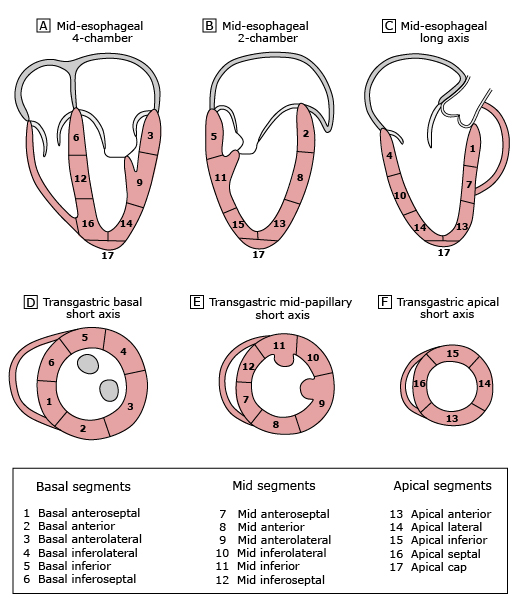 A Mid-esophageal
4-chamber
B Mid-esophageal
2-chamber
C Mid-esophageal
long axis
6
3
12
9
16
14
17
5
2
11
8
15
13
17
4
1
10
7
14
13
17
D Transgastric basal
short axis
E Transgastric mid-papillary
short axis
F Transgastric apical
short axis
5
4
6
1
3
2
11
10
12
7
9
8
15
16
14
13
Basal segments
1 Basal anteroseptal
2 Basal anterior
3 Basal anterolateral
4 Basal inferolateral
5 Basal inferior
6 Basal inferoseptal
Mid segments
7 Mid anteroseptal
8 Mid anterior
9 Mid anterolateral
10 Mid inferolateral
11 Mid inferior
12 Mid inferoseptal
Apical segments
13 Apical anterior
14 Apical lateral
15 Apical inferior
16 Apical septal
17 Apical cap